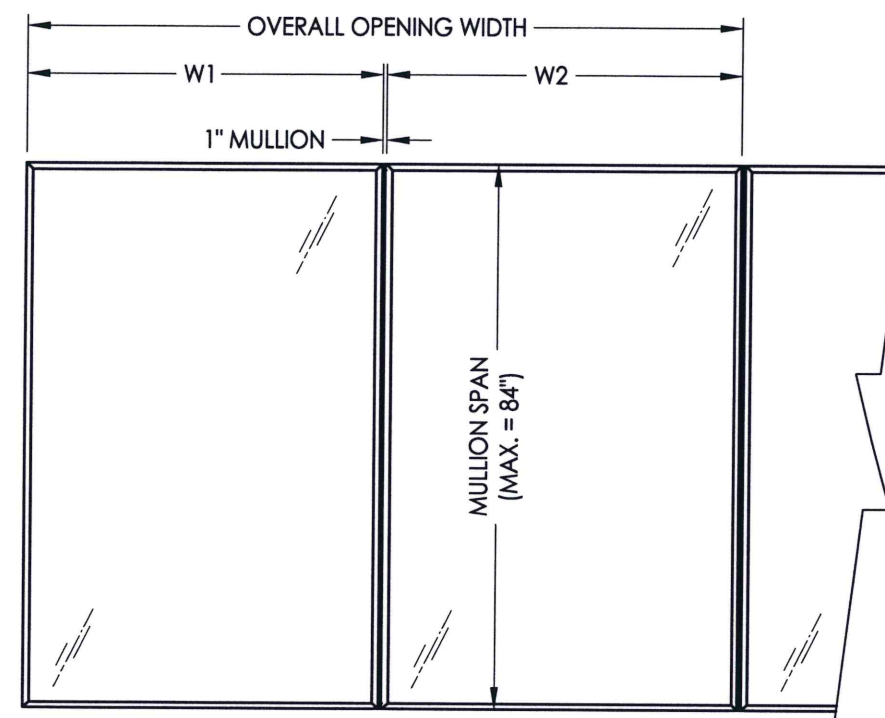 OVERALL OPENING WIDTH
W1
W2
1" MULLION
MULLION SPAN
(MAX. = 84")